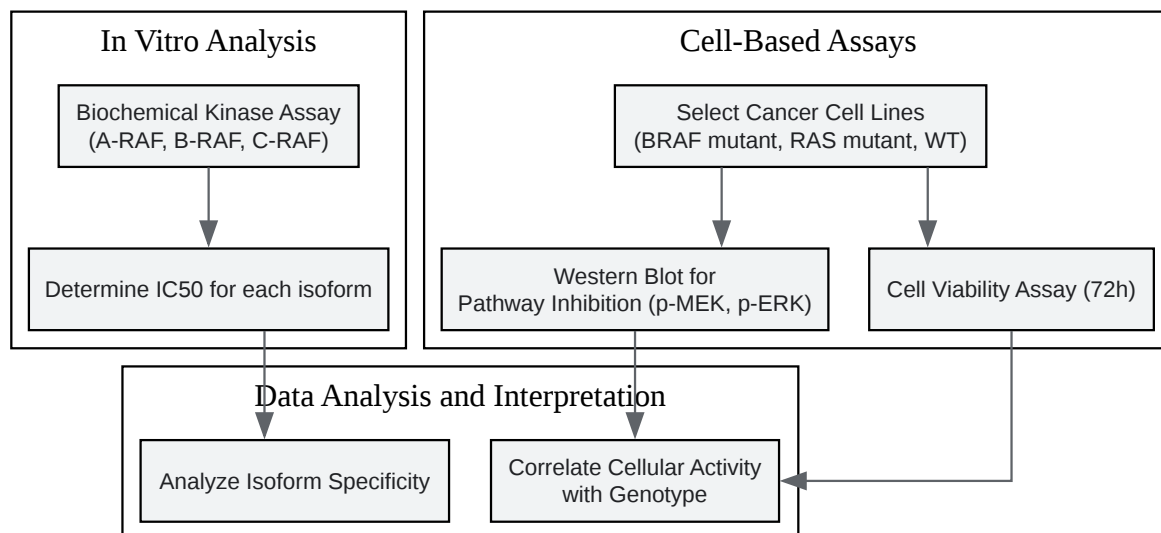 In Vitro Analysis
Biochemical Kinase Assay
(A-RAF, B-RAF, C-RAF)
Determine IC50 for each isoform
Cell-Based Assays
Select Cancer Cell Lines
(BRAF mutant, RAS mutant, WT)
Western Blot for
Pathway Inhibition (p-MEK, p-ERK)
Cell Viability Assay (72h)
Data Analysis and Interpretation
Analyze Isoform Specificity
Correlate Cellular Activity
with Genotype